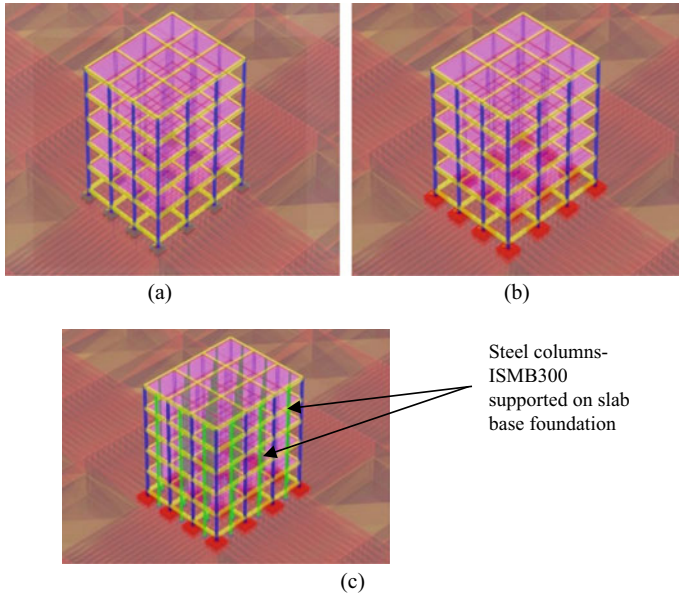 (a)
(b)
Steel columns-
ISMB300
supported on slab
base foundation
(c)